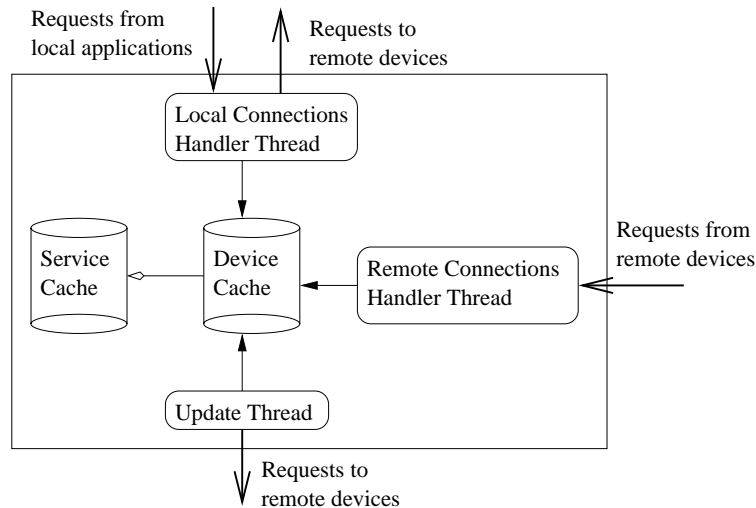 Requests from
local applications
Requests to
remote devices
Local Connections
Handler Thread
Service
Cache
Device
Cache
Remote Connections
Handler Thread
Requests from
remote devices
Update Thread
Requests to
remote devices